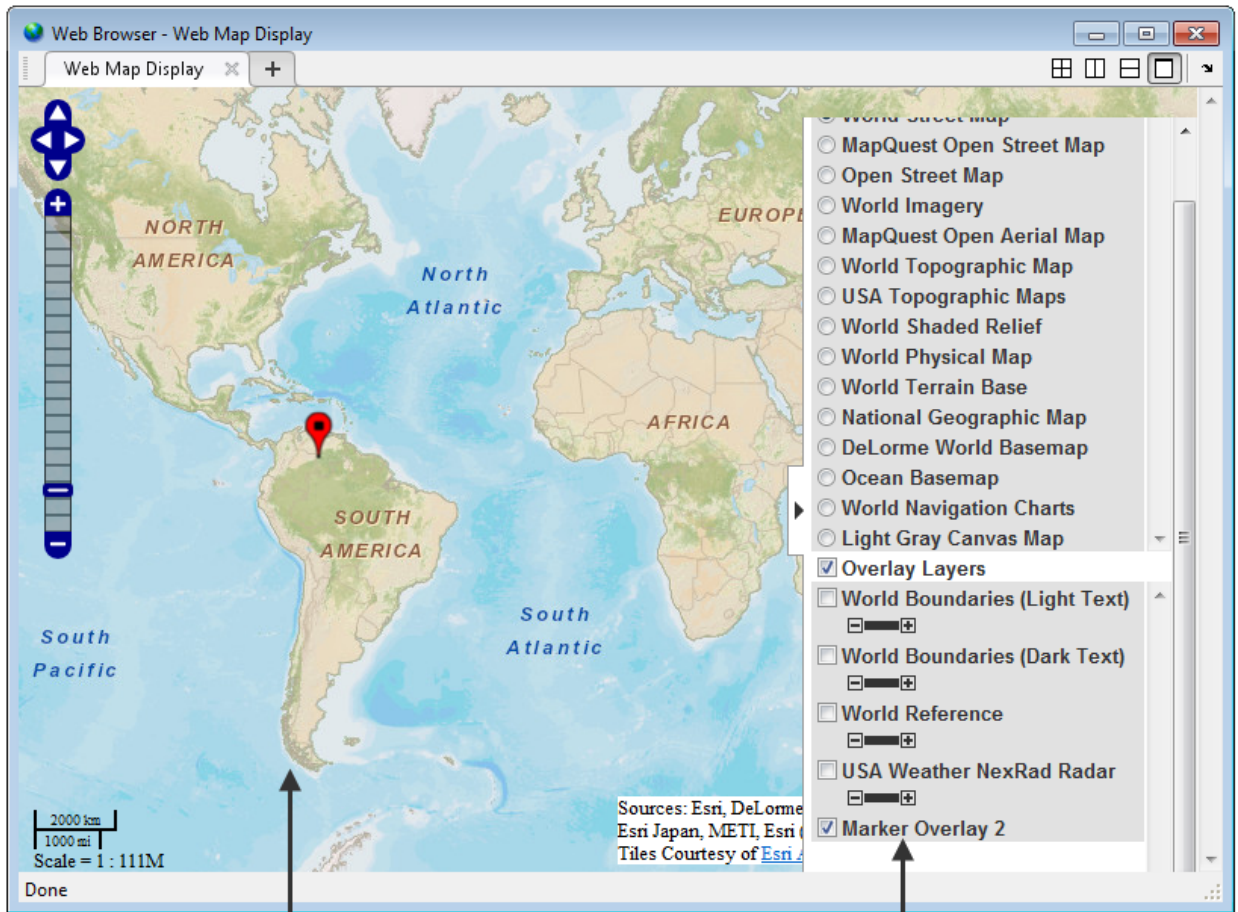 Web Browser - Web Map Display
Web Map Display
NORTH
AMERICA
North
Atlantic
EUROPE
AFRICA
SOUTH
AMERICA
South
Atlantic
South
Pacific
2000 km
1000 mi
Scale = 1 : 111M
Sources: Esri, DeLorme
Esri Japan, METI, Esri (
Tiles Courtesy of Esri A
World Street Map
MapQuest Open Street Map
Open Street Map
World Imagery
MapQuest Open Aerial Map
World Topographic Map
USA Topographic Maps
World Shaded Relief
World Physical Map
World Terrain Base
National Geographic Map
DeLorme World Basemap
Ocean Basemap
World Navigation Charts
Light Gray Canvas Map
Overlay Layers
World Boundaries (Light Text)
World Boundaries (Dark Text)
World Reference
USA Weather NexRad Radar
Marker Overlay 2
Done